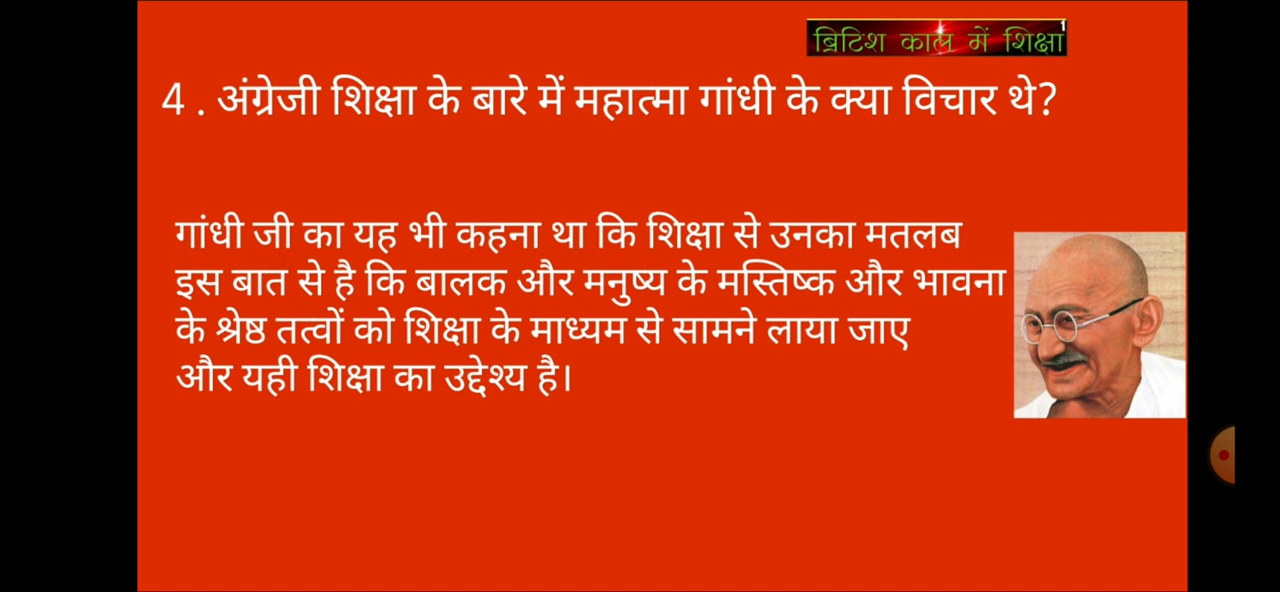 1
ब्रिटिश काल में शिक्षा
4 . अंग्रेजी शिक्षा के बारे में महात्मा गांधी के क्या विचार थे?
गांधी जी का यह भी कहना था कि शिक्षा से उनका मतलब
इस बात से है कि बालक और मनुष्य के मस्तिष्क और भावना
के श्रेष्ठ तत्वों को शिक्षा के माध्यम से सामने लाया जाए
और यही शिक्षा का उद्देश्य है।